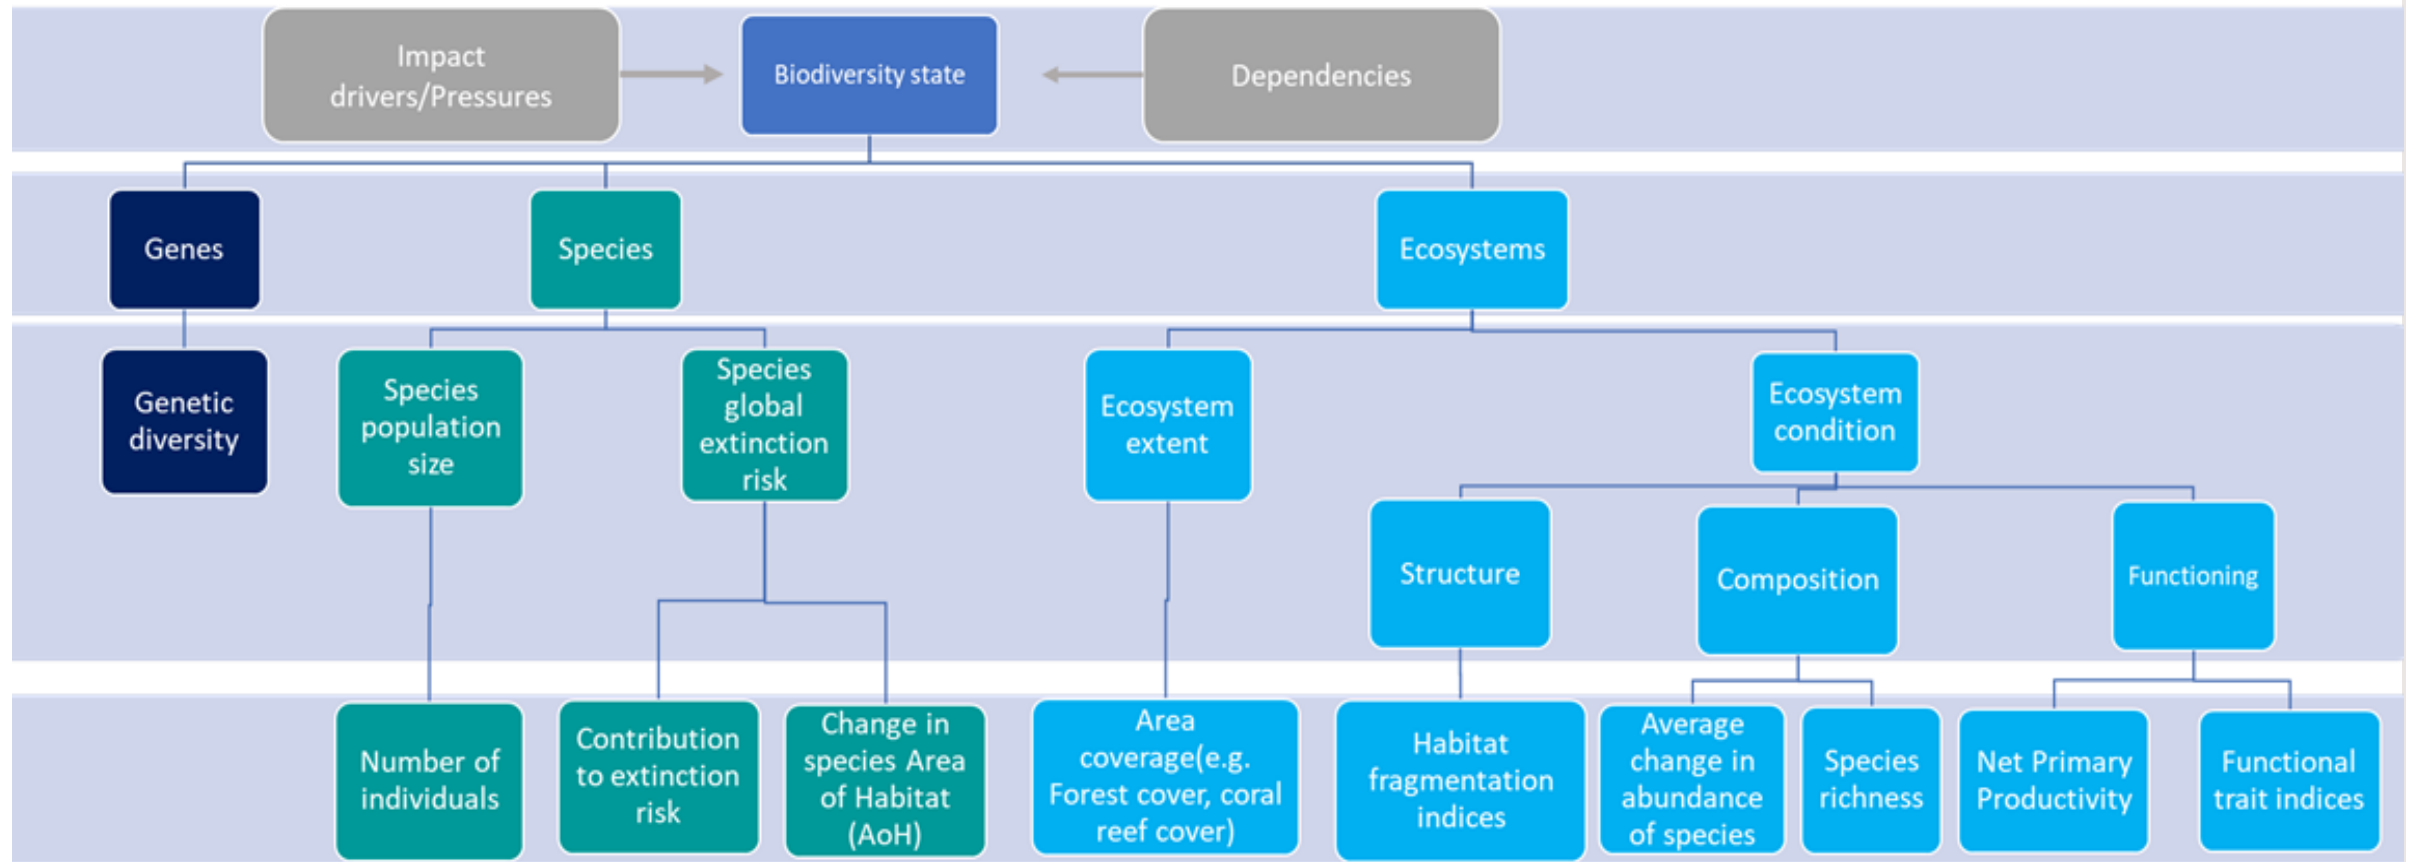 Impact
drivers/Pressures
Biodiversity state
Dependencies
Genes
Species
Ecosystems
Genetic
diversity
Species
population
size
Species
global
extinction
risk
Ecosystem
extent
Ecosystem
condition
Structure
Composition
Functioning
Number of
individuals
Contribution
to extinction
risk
Change in
species Area
of Habitat
(AoH)
Area
coverage(e.g.
Forest cover, coral
reef cover)
Habitat
fragmentation
indices
Average
change in
abundance
of species
Species
richness
Net Primary
Productivity
Functional
trait indices